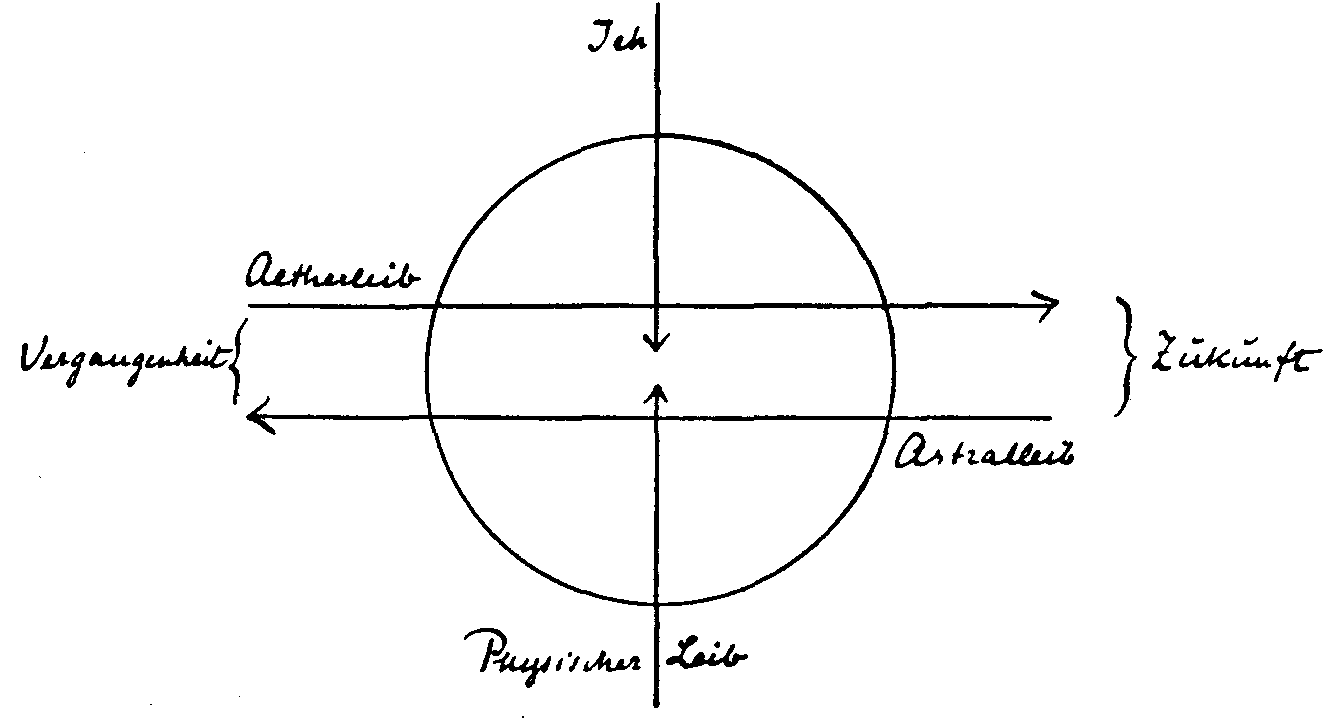 Ich
Aetherleib
Vergangenheit
Zukunft
Astralleib
Physischer Leib